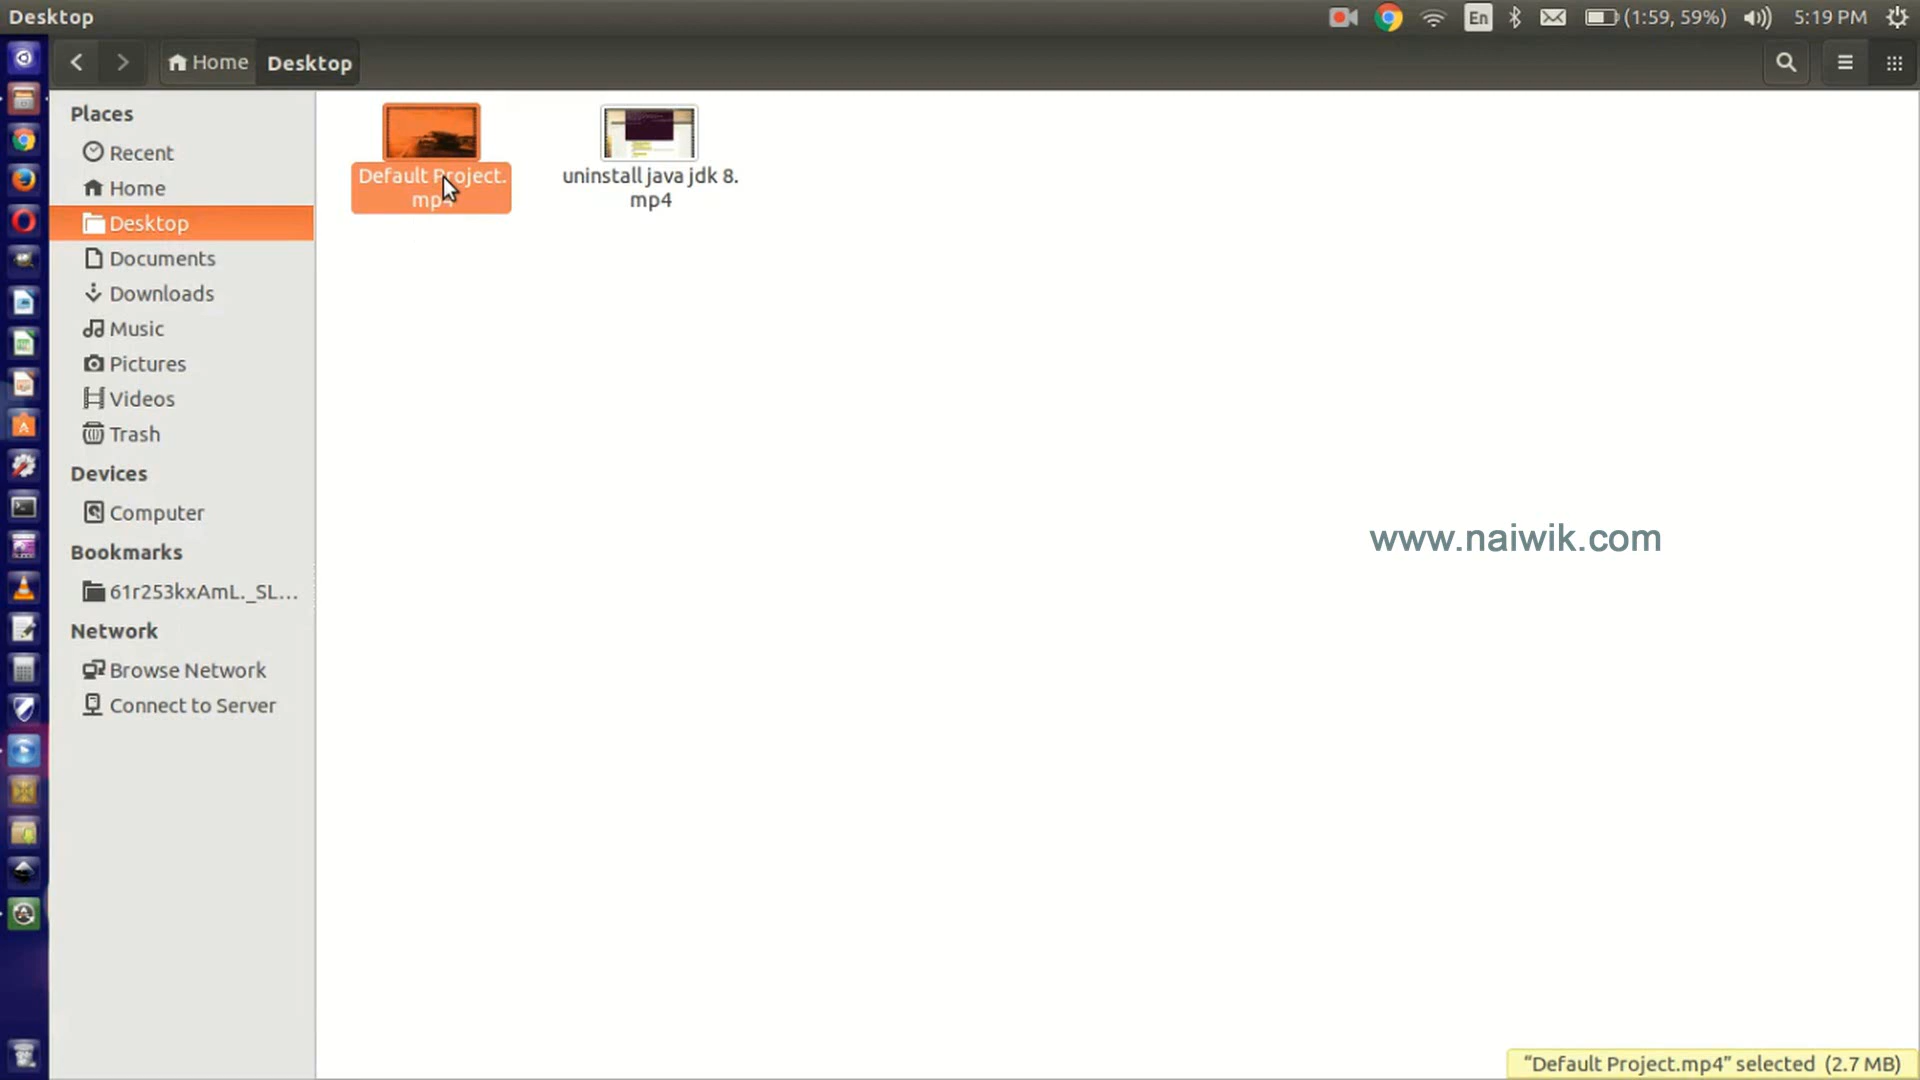 Desktop
En
(1:59, 59%)
5:19 PM
Home
Desktop
Places
Recent
Home
Desktop
Documents
Downloads
Music
Pictures
Videos
Trash
Devices
Computer
Bookmarks
61r253kxAmL._SL...
Network
Browse Network
Connect to Server
Default Project.
mp4
uninstall java jdk 8.
mp4
www.naiwik.com
“Default Project.mp4” selected (2.7 MB)